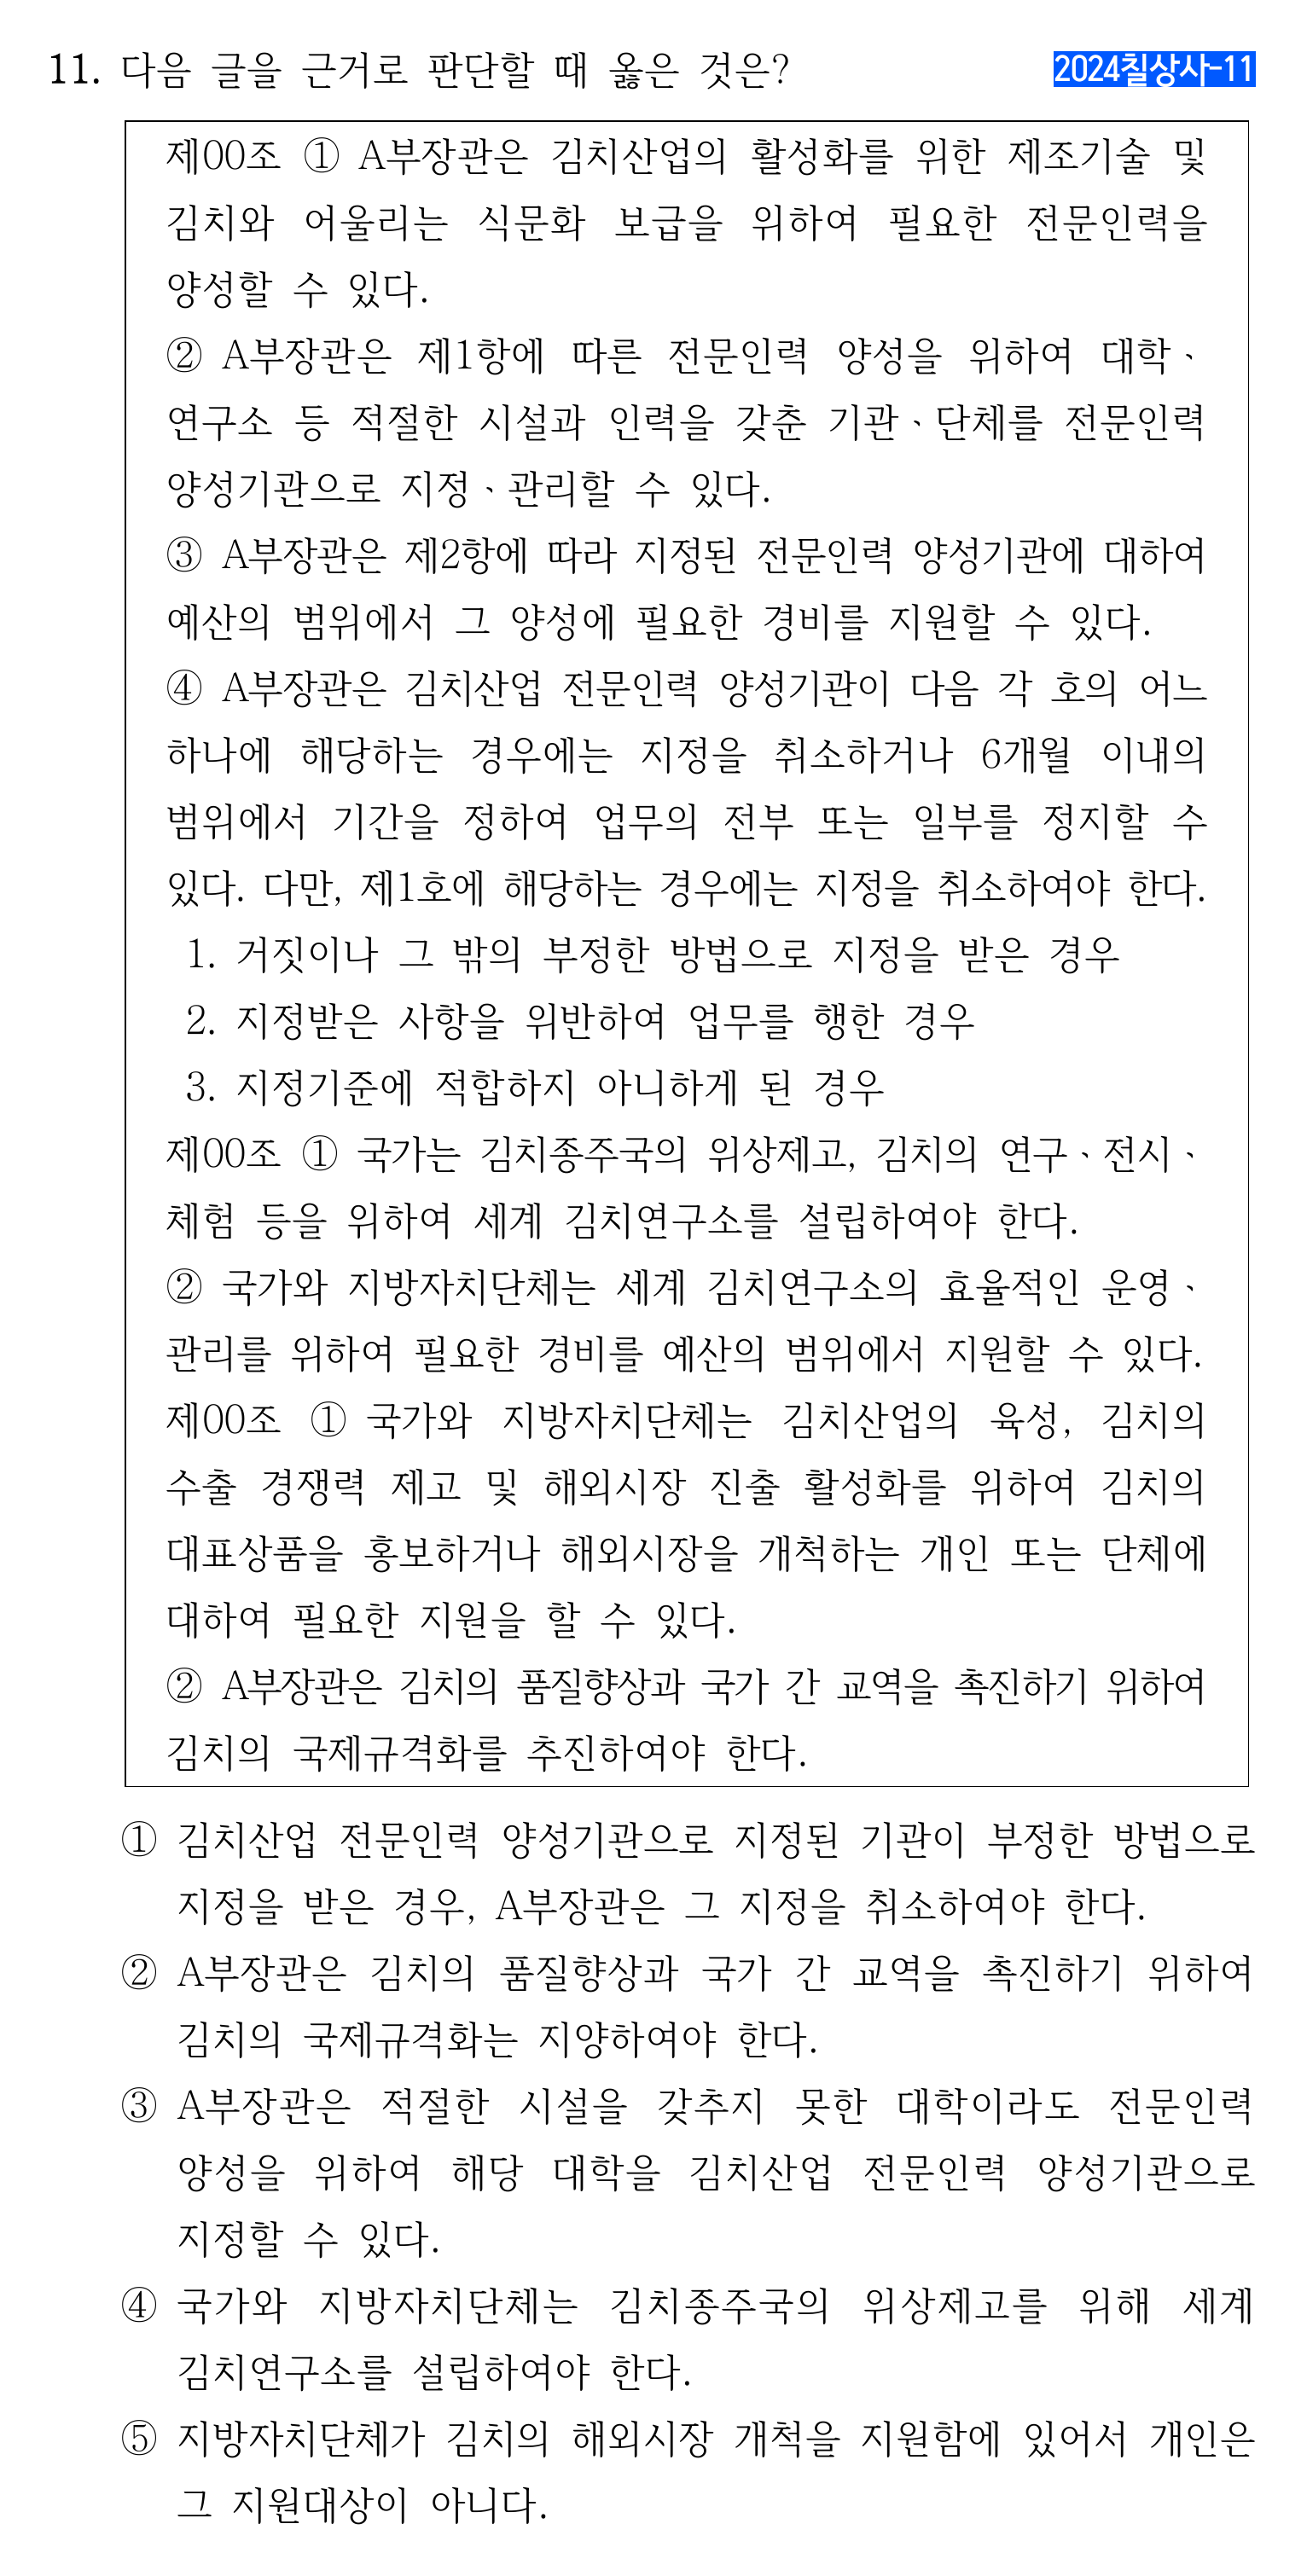 11. 다음 글을 근거로 판단할 때 옳은 것은?
2024칠상사-11
제00조 ① A부장관은 김치산업의 활성화를 위한 제조기술 및
김치와 어울리는 식문화 보급을 위하여 필요한 전문인력을
양성할 수 있다.
② A부장관은 제1항에 따른 전문인력 양성을 위하여 대학ㆍ
연구소 등 적절한 시설과 인력을 갖춘 기관ㆍ단체를 전문인력
양성기관으로 지정ㆍ관리할 수 있다.
③ A부장관은 제2항에 따라 지정된 전문인력 양성기관에 대하여
예산의 범위에서 그 양성에 필요한 경비를 지원할 수 있다.
④ A부장관은 김치산업 전문인력 양성기관이 다음 각 호의 어느
하나에 해당하는 경우에는 지정을 취소하거나 6개월 이내의
범위에서 기간을 정하여 업무의 전부 또는 일부를 정지할 수
있다. 다만, 제1호에 해당하는 경우에는 지정을 취소하여야 한다.
1. 거짓이나 그 밖의 부정한 방법으로 지정을 받은 경우
2. 지정받은 사항을 위반하여 업무를 행한 경우
3. 지정기준에 적합하지 아니하게 된 경우
제00조 ① 국가는 김치종주국의 위상제고, 김치의 연구ㆍ전시ㆍ
체험 등을 위하여 세계 김치연구소를 설립하여야 한다.
② 국가와 지방자치단체는 세계 김치연구소의 효율적인 운영ㆍ
관리를 위하여 필요한 경비를 예산의 범위에서 지원할 수 있다.
제00조 ① 국가와 지방자치단체는 김치산업의 육성, 김치의
수출 경쟁력 제고 및 해외시장 진출 활성화를 위하여 김치의
대표상품을 홍보하거나 해외시장을 개척하는 개인 또는 단체에
대하여 필요한 지원을 할 수 있다.
② A부장관은 김치의 품질향상과 국가 간 교역을 촉진하기 위하여
김치의 국제규격화를 추진하여야 한다.
① 김치산업 전문인력 양성기관으로 지정된 기관이 부정한 방법으로
지정을 받은 경우, A부장관은 그 지정을 취소하여야 한다.
② A부장관은 김치의 품질향상과 국가 간 교역을 촉진하기 위하여
김치의 국제규격화는 지양하여야 한다.
③ A부장관은 적절한 시설을 갖추지 못한 대학이라도 전문인력
양성을 위하여 해당 대학을 김치산업 전문인력 양성기관으로
지정할 수 있다.
④ 국가와 지방자치단체는 김치종주국의 위상제고를 위해 세계
김치연구소를 설립하여야 한다.
⑤ 지방자치단체가 김치의 해외시장 개척을 지원함에 있어서 개인은
그 지원대상이 아니다.